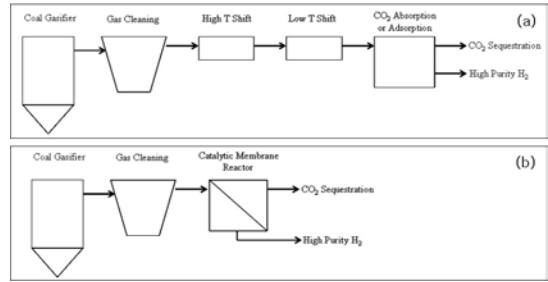 (a)
Coal Gasifier
Gas Cleaning
High T Shift
Low T Shift
CO₂ Absorption
or Adsorption
CO₂ Sequestration
High Purity H₂
(b)
Coal Gasifier
Gas Cleaning
Catalytic Membrane
Reactor
CO₂ Sequestration
High Purity H₂